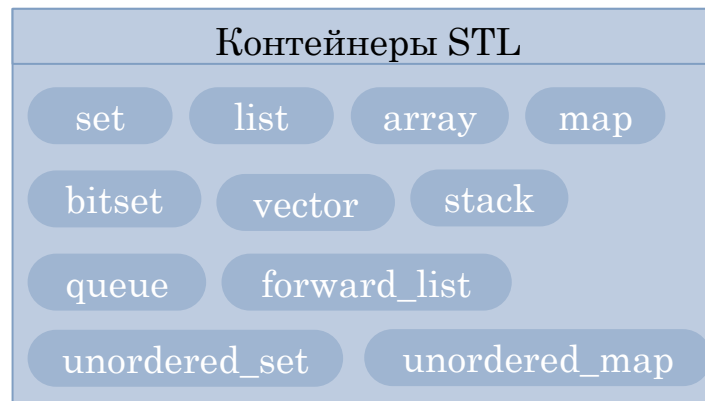 Контейнеры STL
set list array map
bitset vector stack
queue forward_list
unordered_set unordered_map